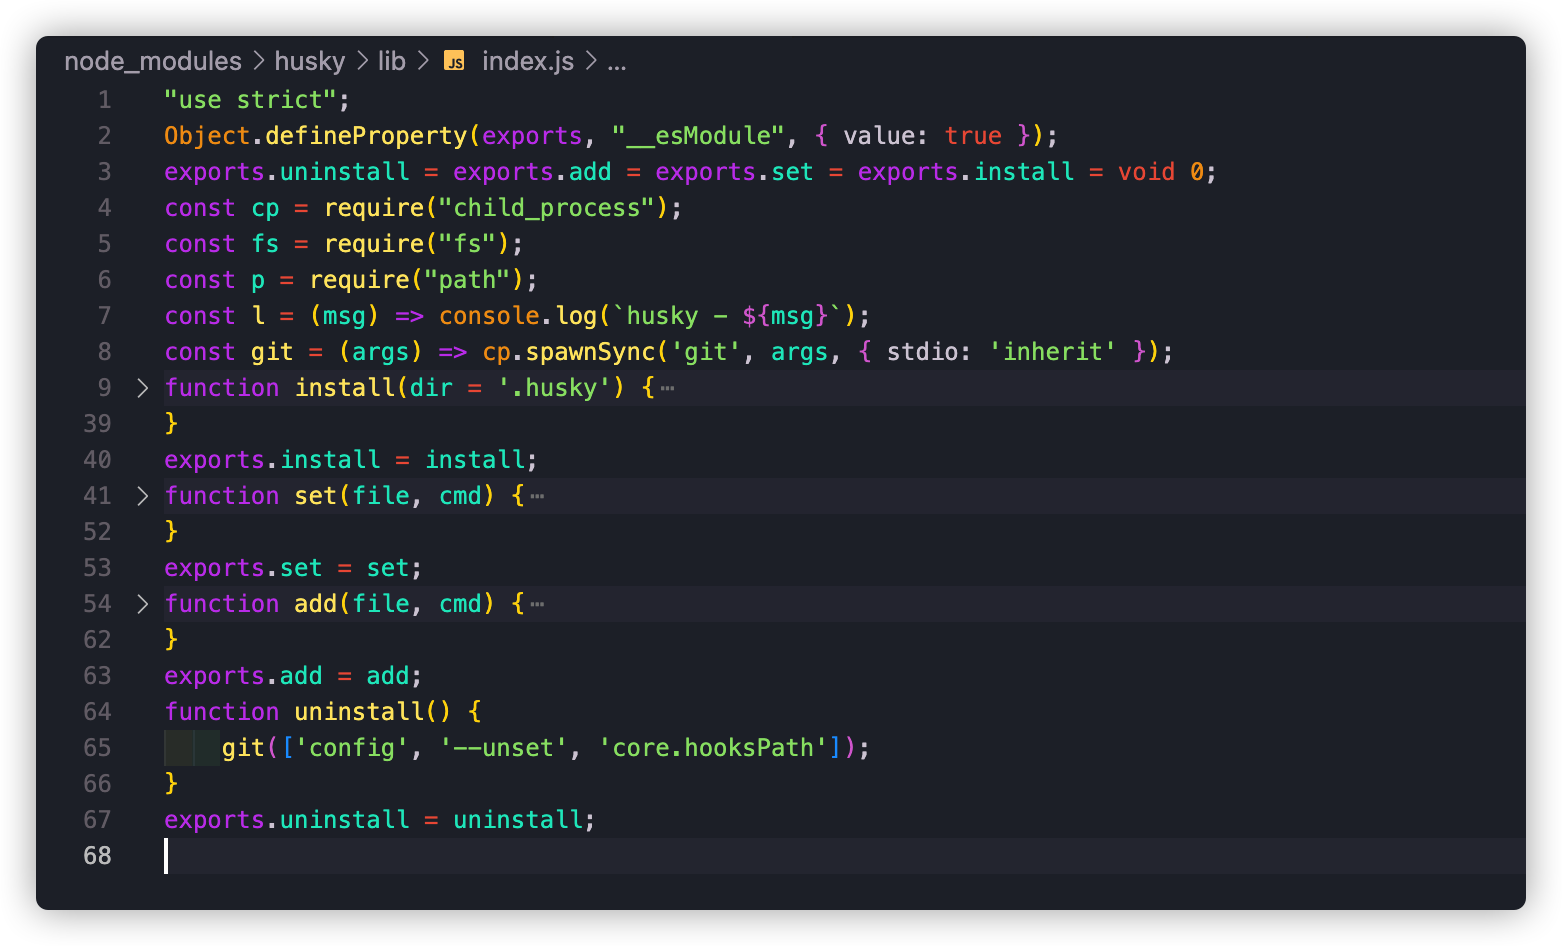 node_modules > husky > lib > JS index.js > ...
1 "use strict";
2 Object.defineProperty(exports, "__esModule", { value: true });
3 exports.uninstall = exports.add = exports.set = exports.install = void 0;
4 const cp = require("child_process");
5 const fs = require("fs");
6 const p = require("path");
7 const l = (msg) => console.log(`husky - ${msg}`);
8 const git = (args) => cp.spawnSync('git', args, { stdio: 'inherit' });
9 > function install(dir = '.husky') {⋯
39 }
40 exports.install = install;
41 > function set(file, cmd) {⋯
52 }
53 exports.set = set;
54 > function add(file, cmd) {⋯
62 }
63 exports.add = add;
64 function uninstall() {
65     git(['config', '--unset', 'core.hooksPath']);
66 }
67 exports.uninstall = uninstall;
68